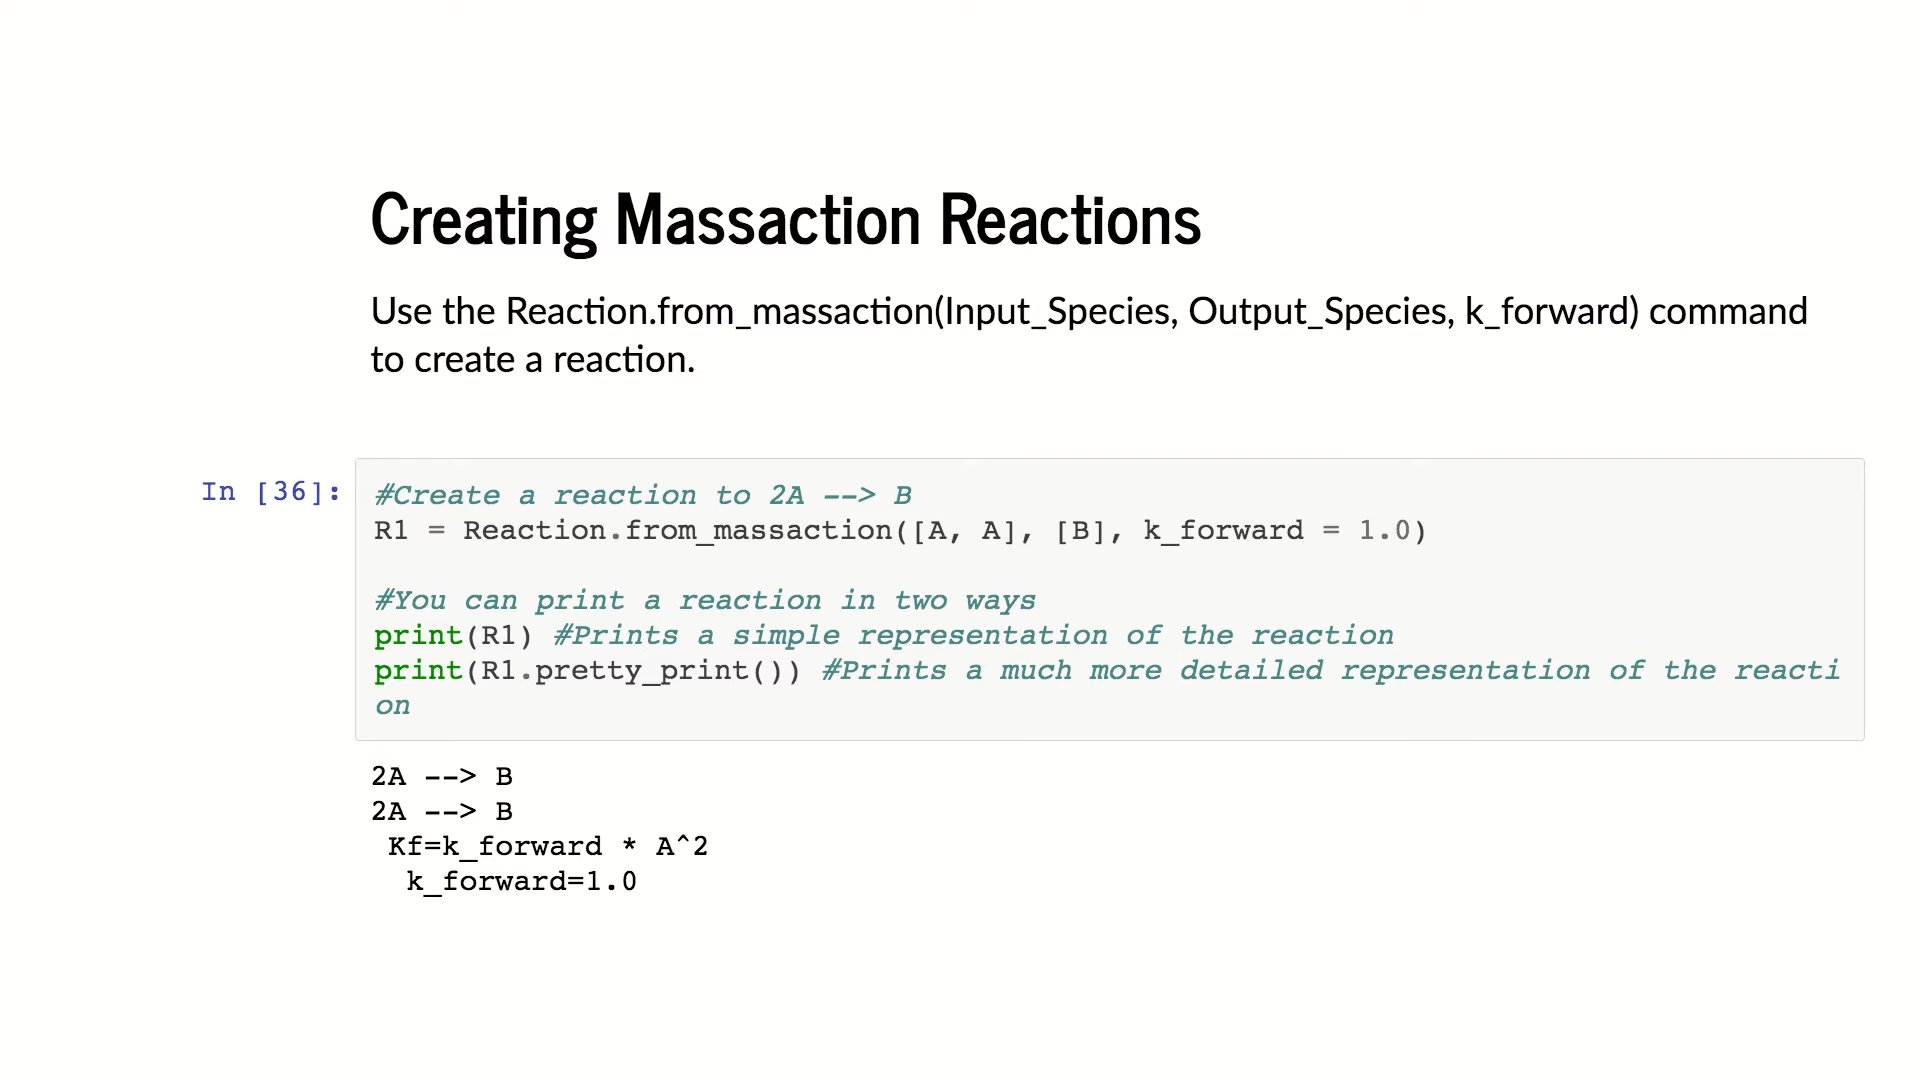 Creating Massaction Reactions
Use the Reaction.from_massaction(Input_Species, Output_Species, k_forward) command
to create a reaction.
In [36]:
#Create a reaction to 2A --> B
R1 = Reaction.from_massaction([A, A], [B], k_forward = 1.0)
#You can print a reaction in two ways
print(R1) #Prints a simple representation of the reaction
print(R1.pretty_print()) #Prints a much more detailed representation of the reacti
on
2A --> B
2A --> B
Kf=k_forward * A^2
k_forward=1.0